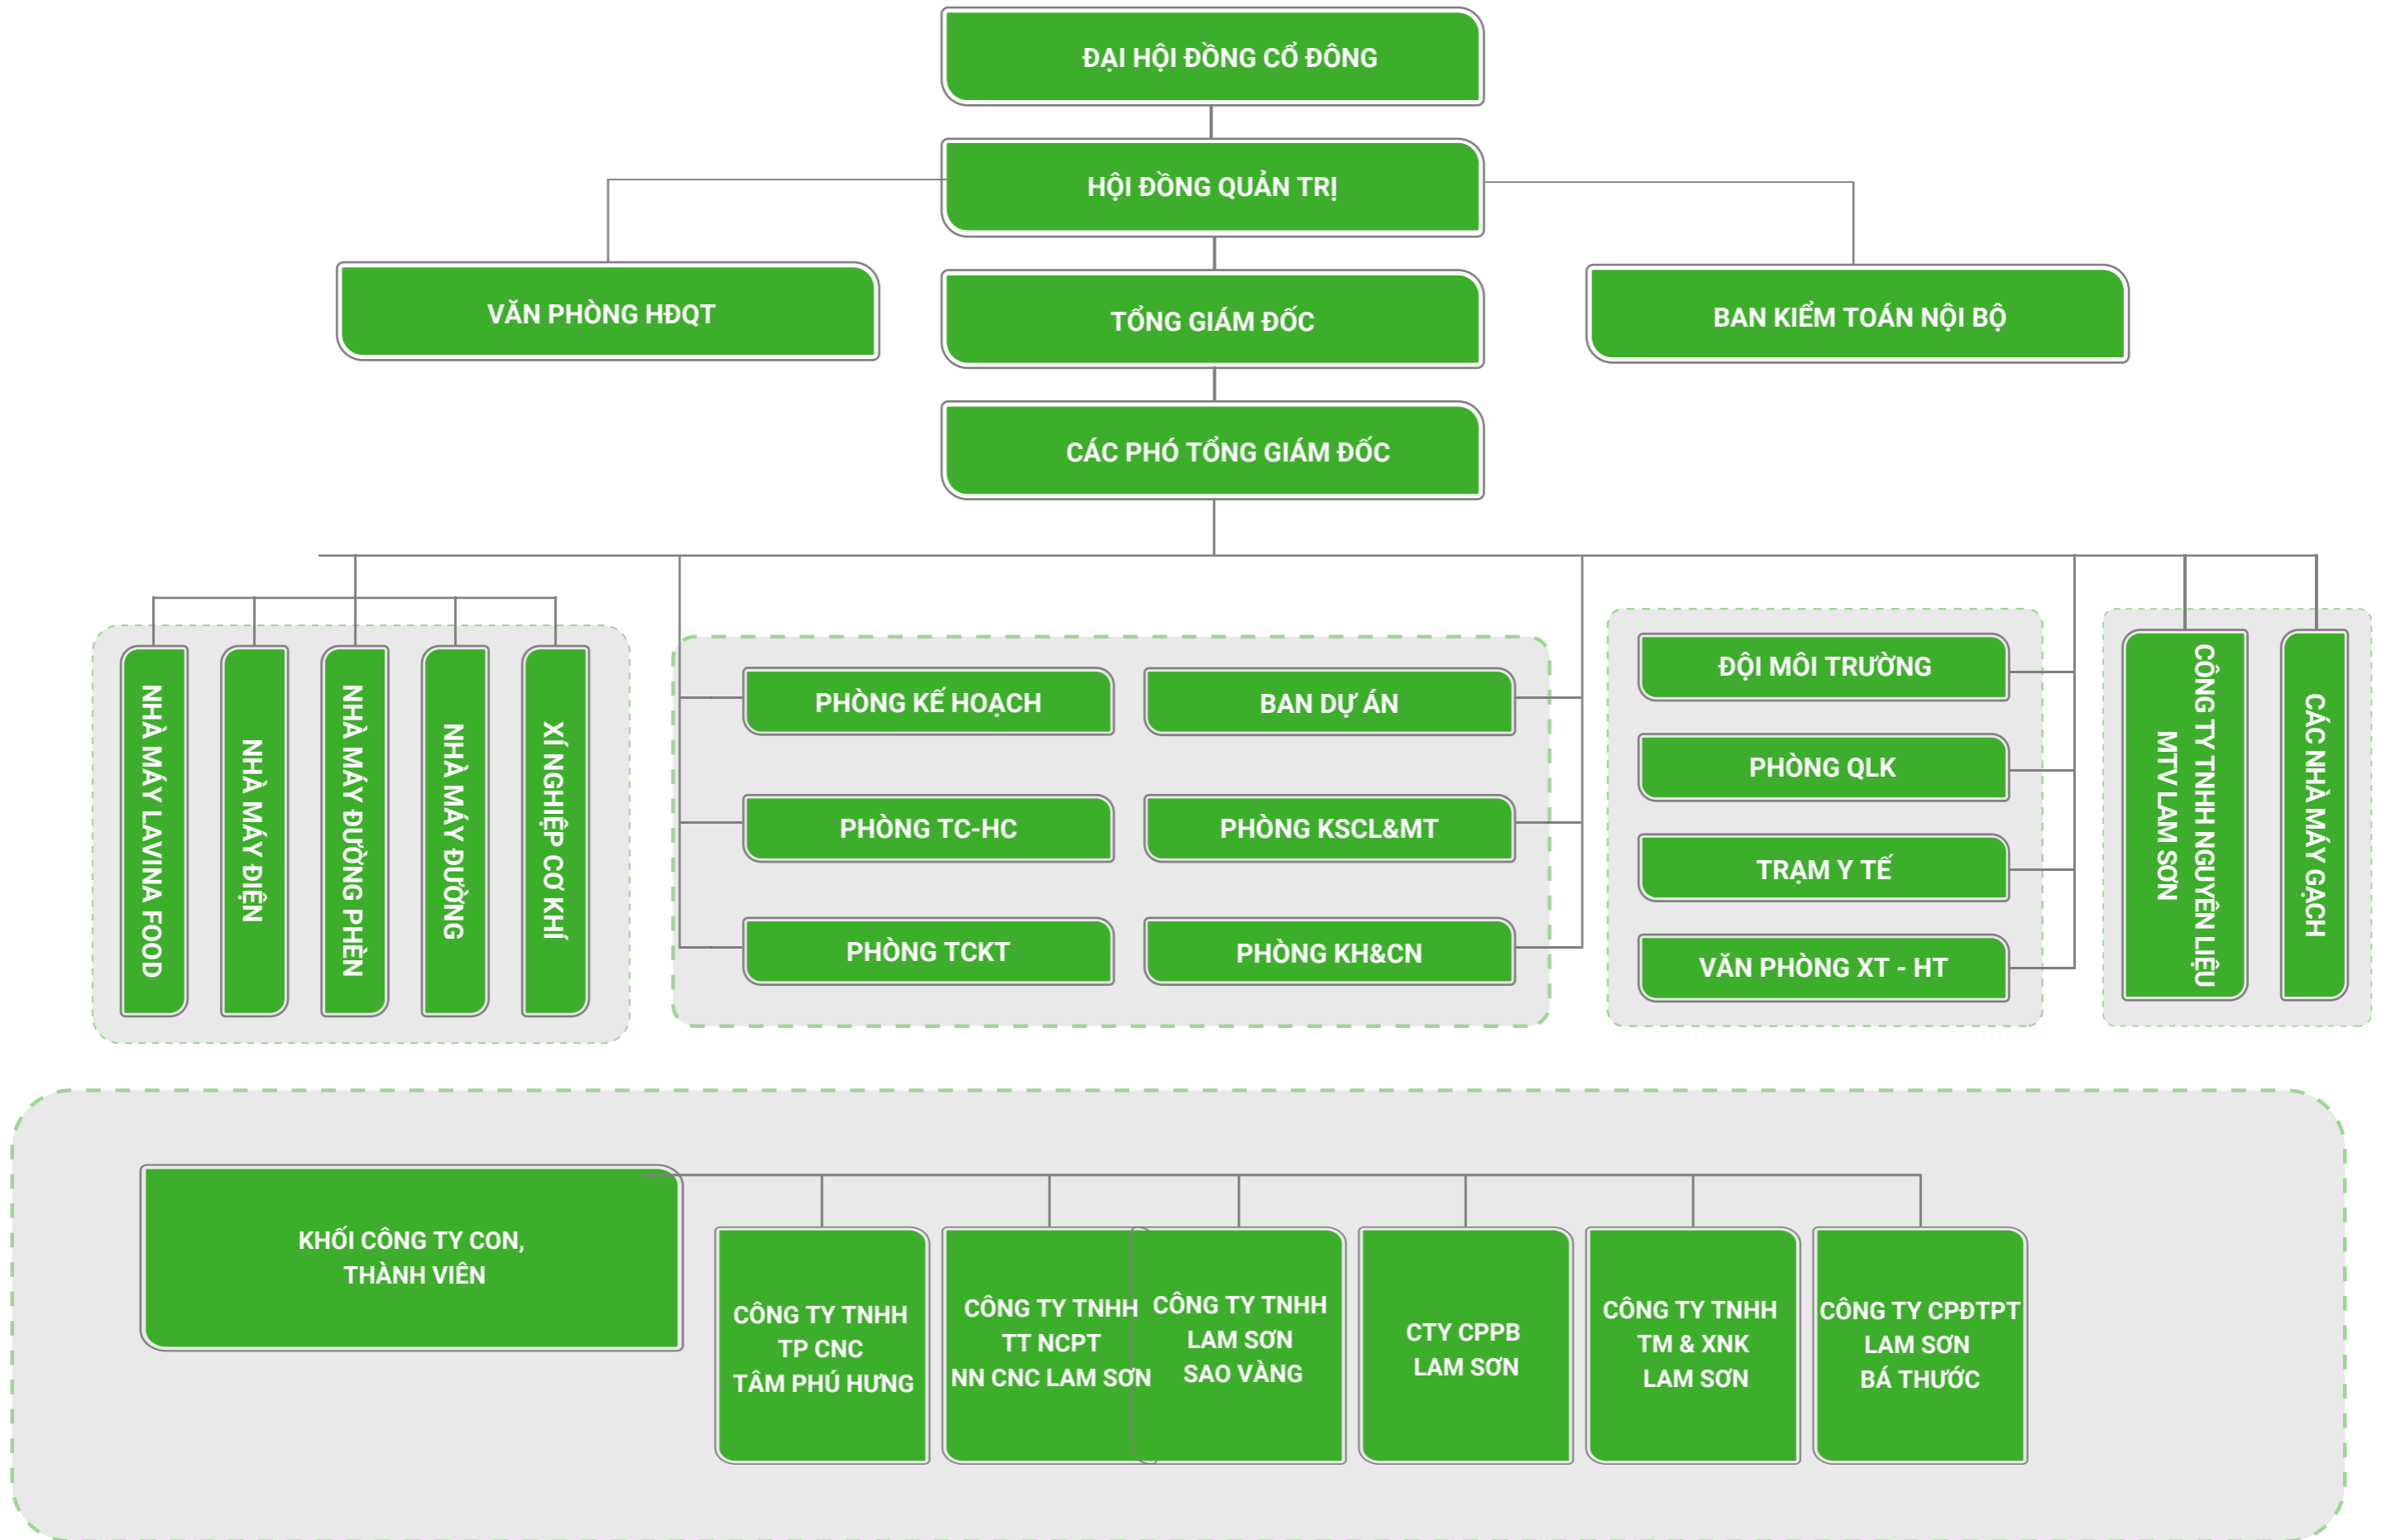 ĐẠI HỘI ĐỒNG CỔ ĐÔNG
HỘI ĐỒNG QUẢN TRỊ
VĂN PHÒNG HĐQT
TỔNG GIÁM ĐỐC
BAN KIỂM TOÁN NỘI BỘ
CÁC PHÓ TỔNG GIÁM ĐỐC
NHÀ MÁY LAVINA FOOD
NHÀ MÁY ĐIỆN
NHÀ MÁY ĐƯỜNG PHÈN
NHÀ MÁY ĐƯỜNG
XÍ NGHIỆP CƠ KHÍ
PHÒNG KẾ HOẠCH
BAN DỰ ÁN
PHÒNG TC-HC
PHÒNG KSCL&MT
PHÒNG TCKT
PHÒNG KH&CN
ĐỘI MÔI TRƯỜNG
PHÒNG QLK
TRẠM Y TẾ
VĂN PHÒNG XT - HT
CÔNG TY TNHH NGUYÊN LIỆU
MTV LAM SƠN
CÁC NHÀ MÁY GẠCH
KHỐI CÔNG TY CON,
THÀNH VIÊN
CÔNG TY TNHH
TP CNC
TÂM PHÚ HƯNG
CÔNG TY TNHH
TT NCPT
NN CNC LAM SƠN
CÔNG TY TNHH
LAM SƠN
SAO VÀNG
CTY CPPB
LAM SƠN
CÔNG TY TNHH
TM & XNK
LAM SƠN
CÔNG TY CPĐTPT
LAM SƠN
BÁ THƯỚC